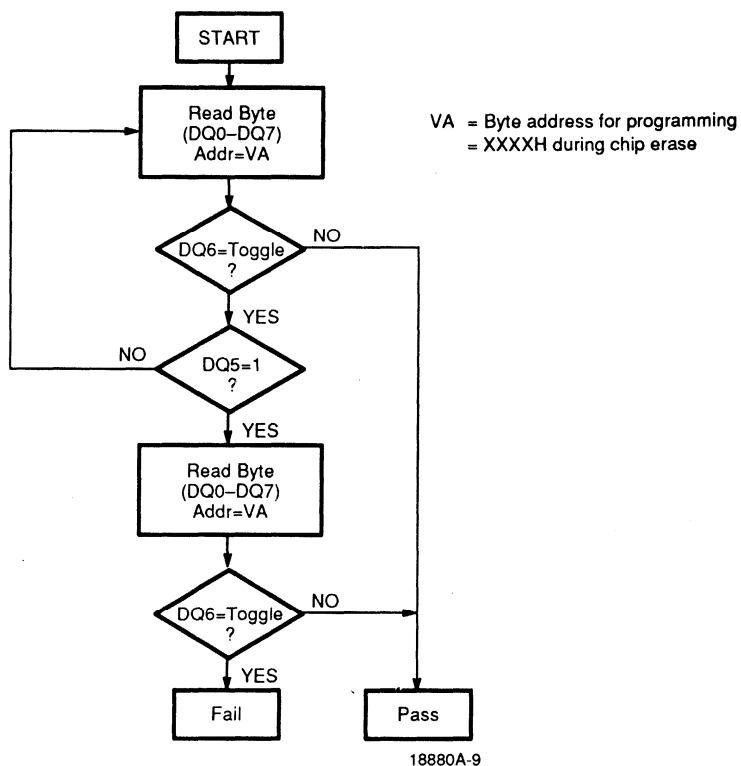 START
Read Byte
(DQ0–DQ7)
Addr=VA
VA = Byte address for programming
= XXXXH during chip erase
DQ6=Toggle
?
NO
YES
NO
DQ5=1
?
YES
Read Byte
(DQ0–DQ7)
Addr=VA
DQ6=Toggle
?
NO
YES
Fail
Pass
18880A-9